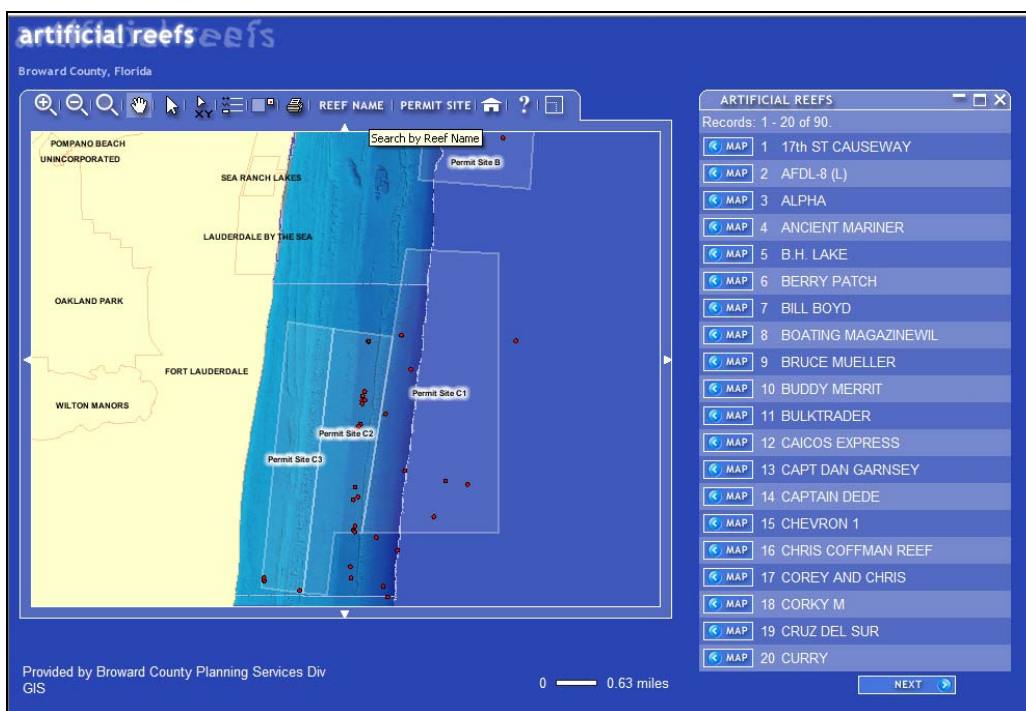 artificial reefs
Broward County, Florida
XY
REEF NAME | PERMIT SITE
?
Search by Reef Name
POMPANO BEACH
UNINCORPORATED
SEA RANCH LAKES
LAUDERDALE BY THE SEA
OAKLAND PARK
FORT LAUDERDALE
WILTON MANORS
Permit Site B
Permit Site C1
Permit Site C2
Permit Site C3
ARTIFICIAL REEFS
Records: 1 - 20 of 90.
MAP 1 17th ST CAUSEWAY
MAP 2 AFDL-8 (L)
MAP 3 ALPHA
MAP 4 ANCIENT MARINER
MAP 5 B.H. LAKE
MAP 6 BERRY PATCH
MAP 7 BILL BOYD
MAP 8 BOATING MAGAZINEWIL
MAP 9 BRUCE MUELLER
MAP 10 BUDDY MERRIT
MAP 11 BULKTRADER
MAP 12 CAICOS EXPRESS
MAP 13 CAPT DAN GARNSEY
MAP 14 CAPTAIN DEDE
MAP 15 CHEVRON 1
MAP 16 CHRIS COFFMAN REEF
MAP 17 COREY AND CHRIS
MAP 18 CORKY M
MAP 19 CRUZ DEL SUR
MAP 20 CURRY
NEXT
Provided by Broward County Planning Services Div
GIS
0 0.63 miles